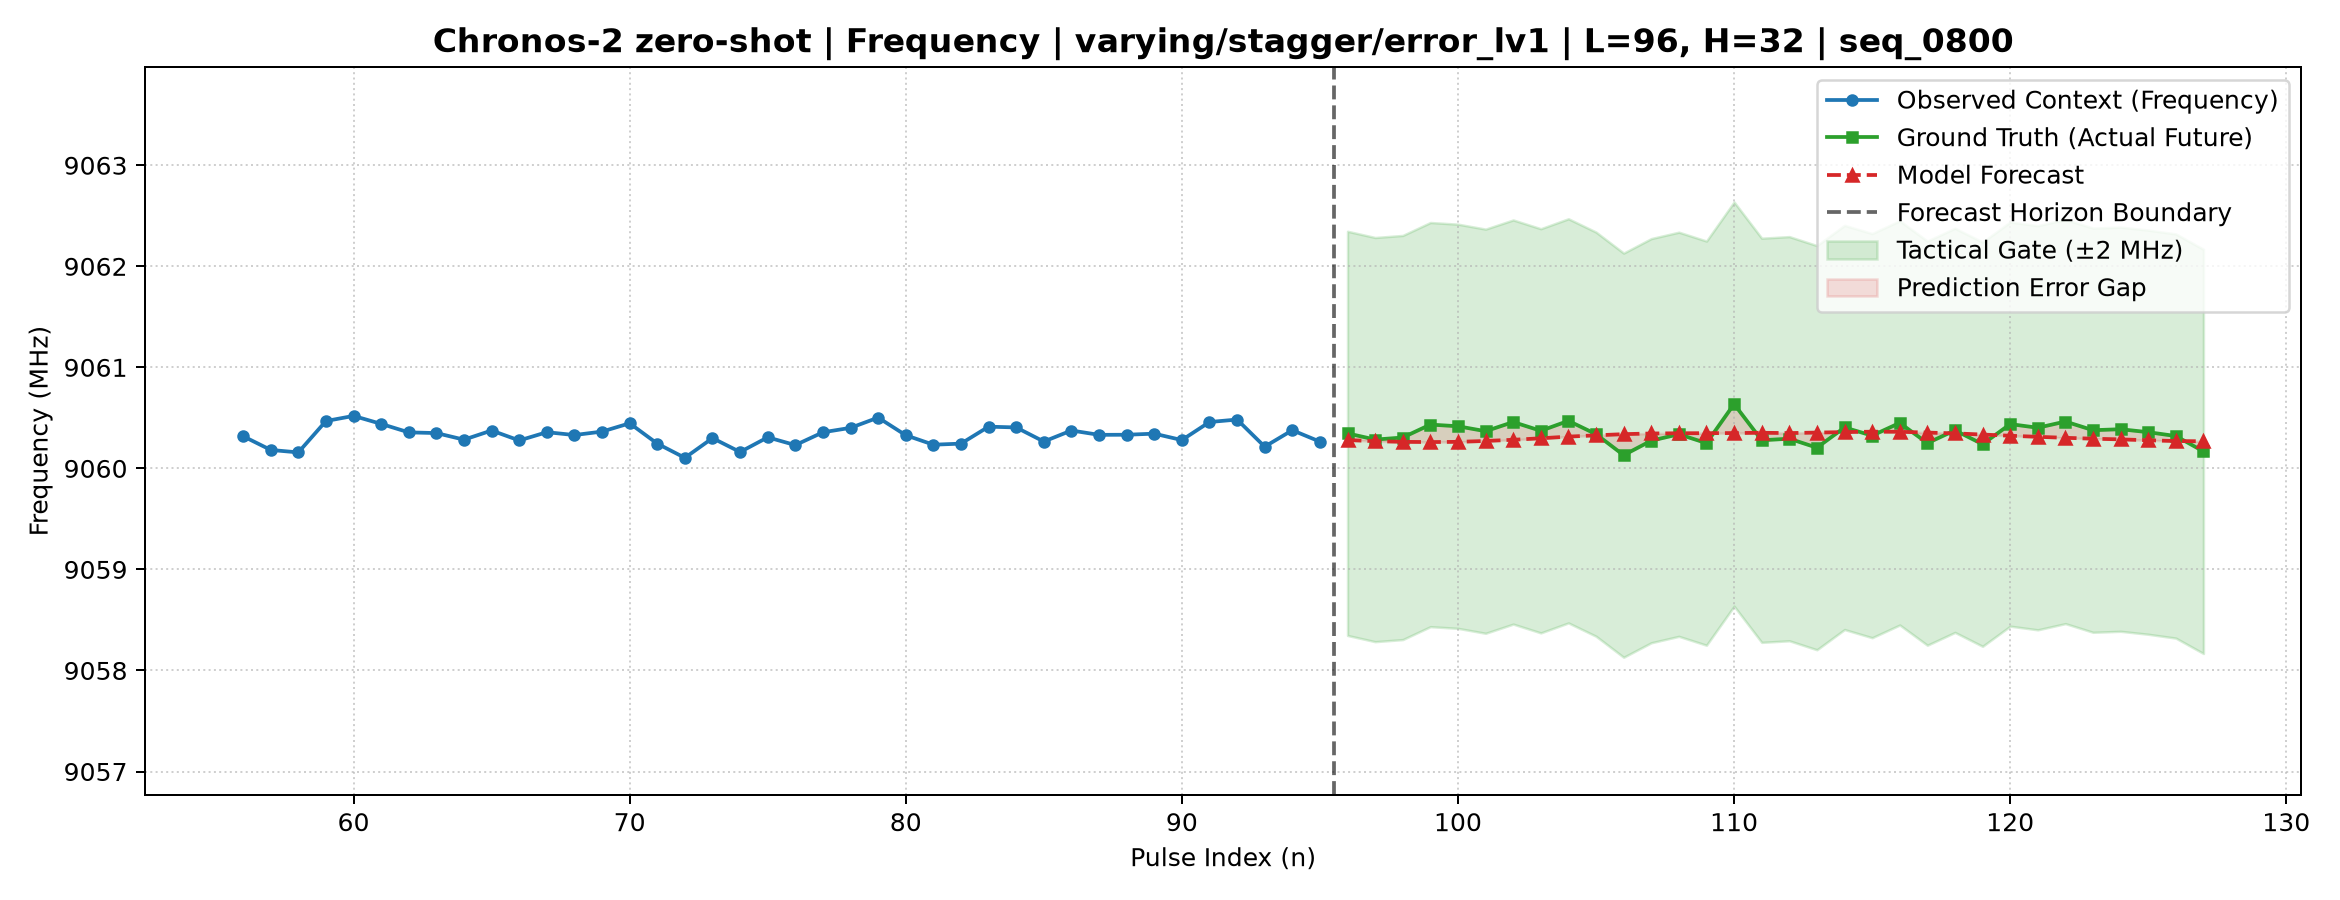 Chronos-2 zero-shot | Frequency | varying/stagger/error_lv1 | L=96, H=32 | seq_0800
Observed Context (Frequency)
Ground Truth (Actual Future)
Model Forecast
Forecast Horizon Boundary
Tactical Gate (±2 MHz)
Prediction Error Gap
Frequency (MHz)
9063
9062
9061
9060
9059
9058
9057
60 70 80 90 100 110 120 130
Pulse Index (n)